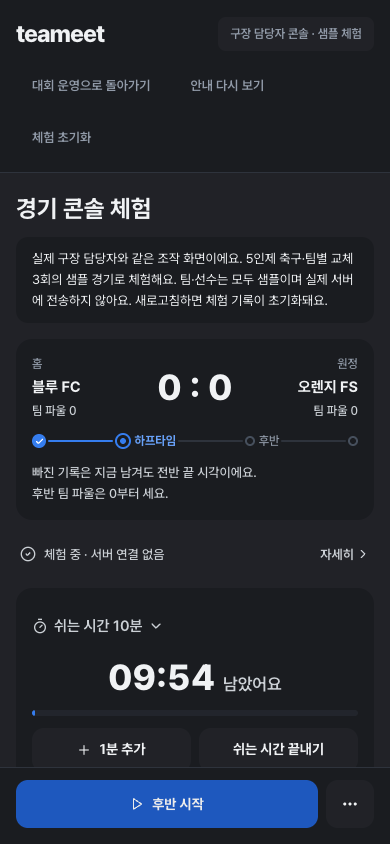 teameet
구장 담당자 콘솔 · 샘플 체험
대회 운영으로 돌아가기
안내 다시 보기
체험 초기화
경기 콘솔 체험
실제 구장 담당자와 같은 조작 화면이에요. 5인제 축구·팀별 교체
3회의 샘플 경기로 체험해요. 팀·선수는 모두 샘플이며 실제 서버
에 전송하지 않아요. 새로고침하면 체험 기록이 초기화돼요.
홈
원정
블루 FC
0 : 0
오렌지 FS
팀 파울 0
팀 파울 0
하프타임
후반
빠진 기록은 지금 남겨도 전반 끝 시각이에요.
후반 팀 파울은 0부터 세요.
체험 중 · 서버 연결 없음
자세히
쉬는 시간 10분
09:54 남았어요
1분 추가
쉬는 시간 끝내기
후반 시작